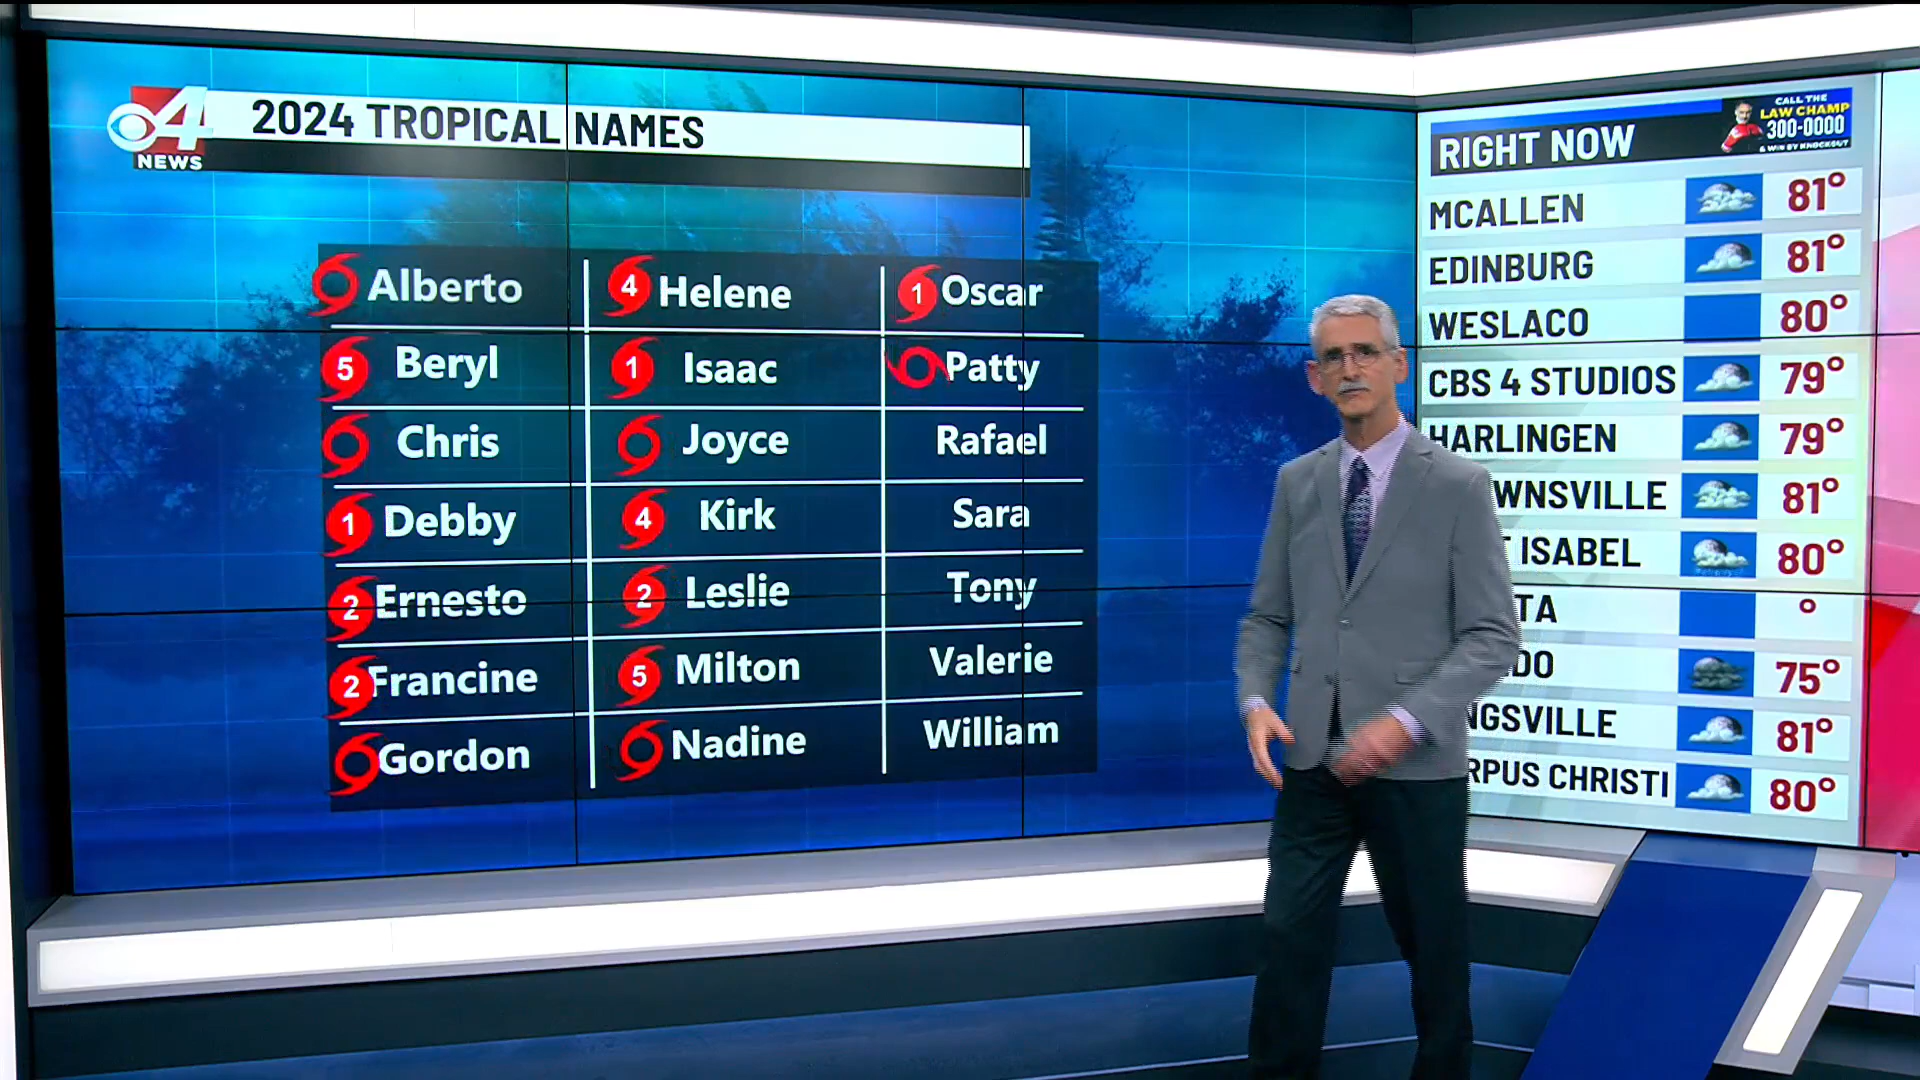 4
NEWS
2024 TROPICAL NAMES
Alberto
5 Beryl
Chris
1 Debby
2 Ernesto
2 Francine
Gordon
4 Helene
1 Isaac
Joyce
4 Kirk
2 Leslie
5 Milton
Nadine
1 Oscar
Patty
Rafael
Sara
Tony
Valerie
William
RIGHT NOW
CALL THE
LAW CHAMP
300-0000
& WIN BY KNOCKOUT
MCALLEN 81°
EDINBURG 81°
WESLACO 80°
CBS 4 STUDIOS 79°
HARLINGEN 79°
WNSVILLE 81°
T ISABEL 80°
TA °
DO 75°
NGSVILLE 81°
RPUS CHRISTI 80°